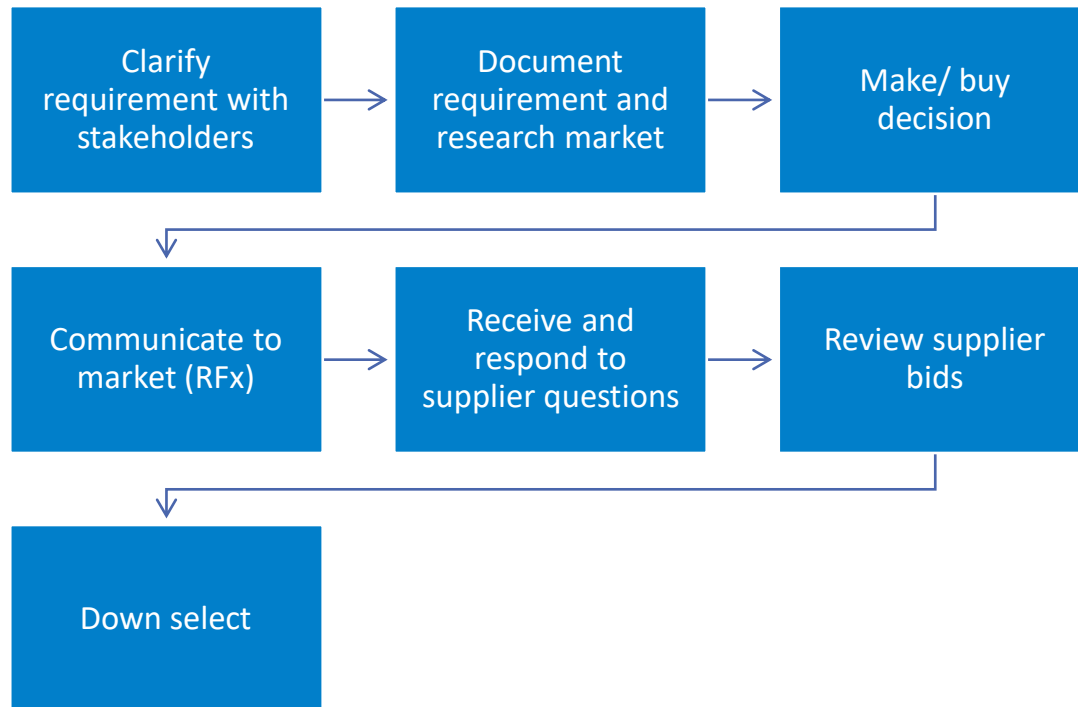 Clarify
requirement with
stakeholders
Document
requirement and
research market
Make/ buy
decision
Communicate to
market (RFx)
Receive and
respond to
supplier questions
Review supplier
bids
Down select